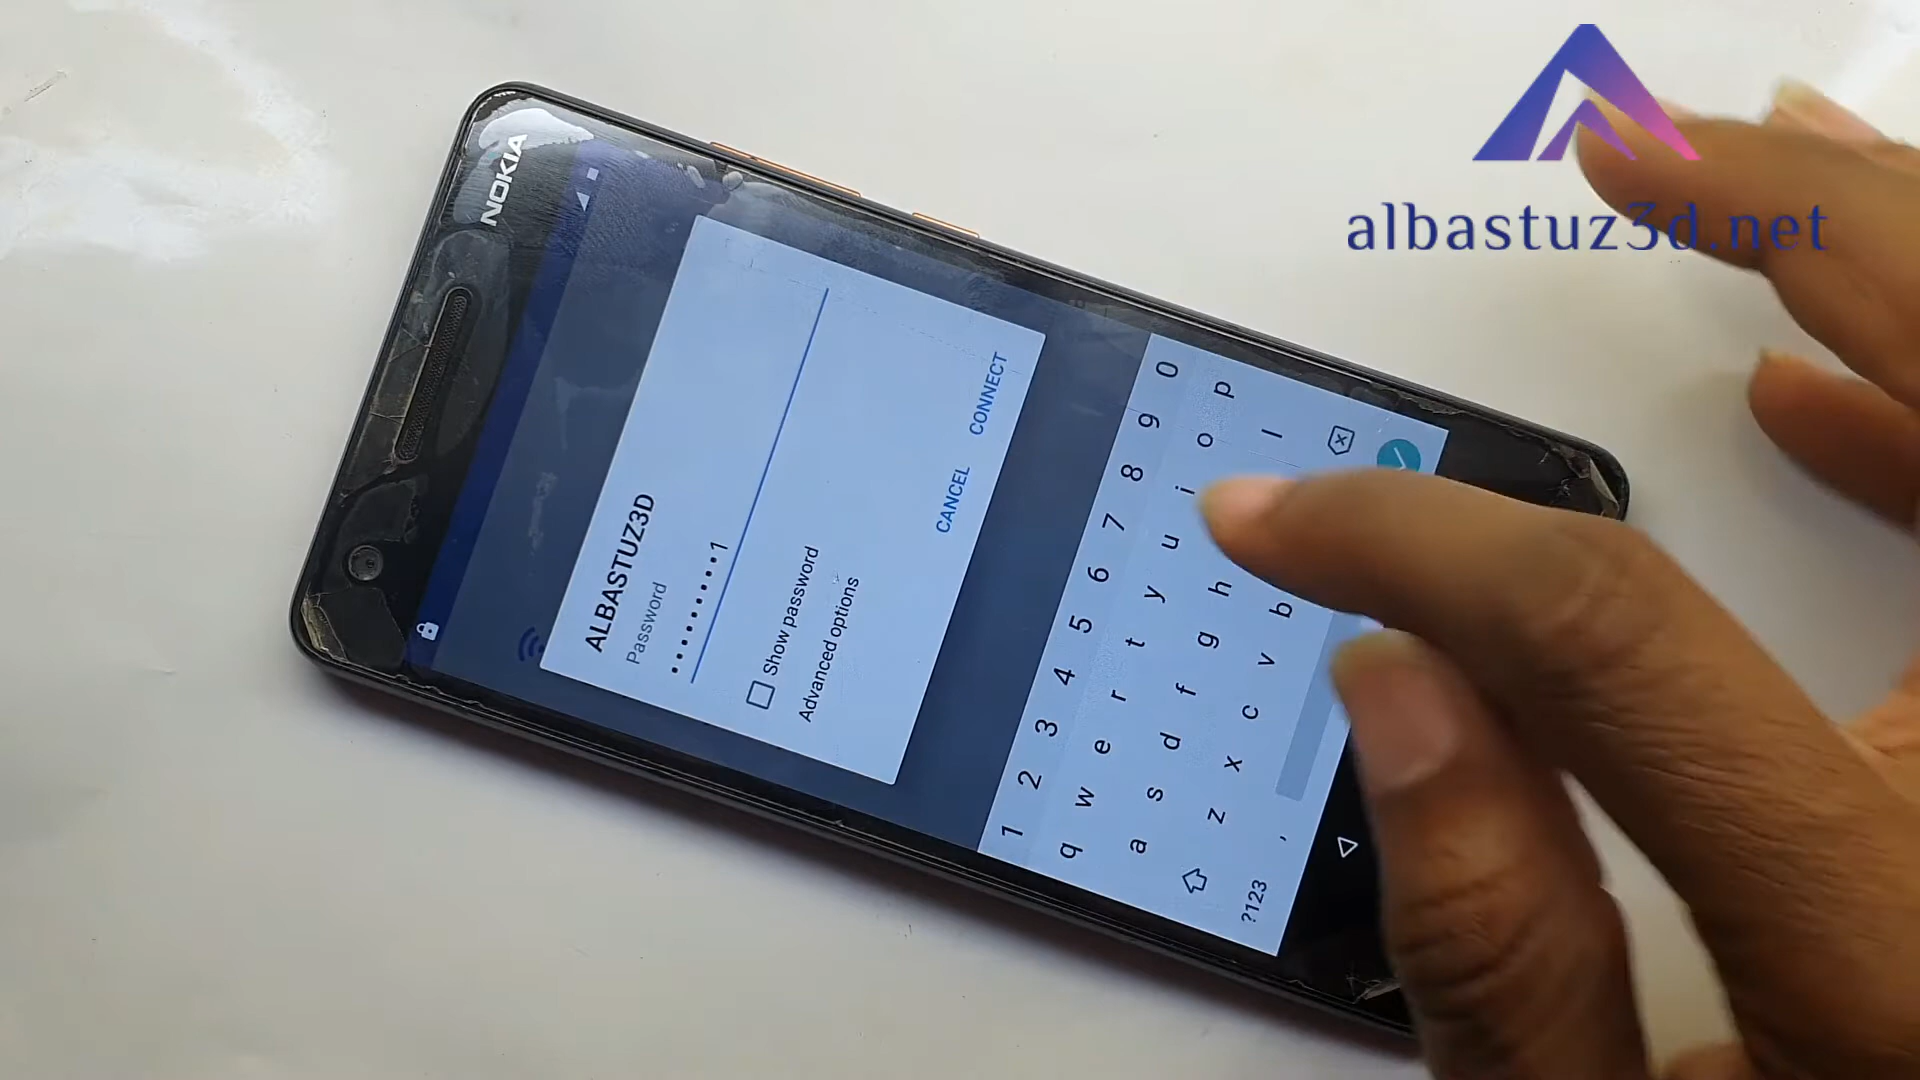 albastuz3d.net
NOKIA
ALBASTUZ3D
Password
•••••••••1
Show password
Advanced options
CANCEL CONNECT
1 2 3 4 5 6 7 8 9 0
q w e r t y u i o p
a s d f g h l
z x c v b
?123 ,